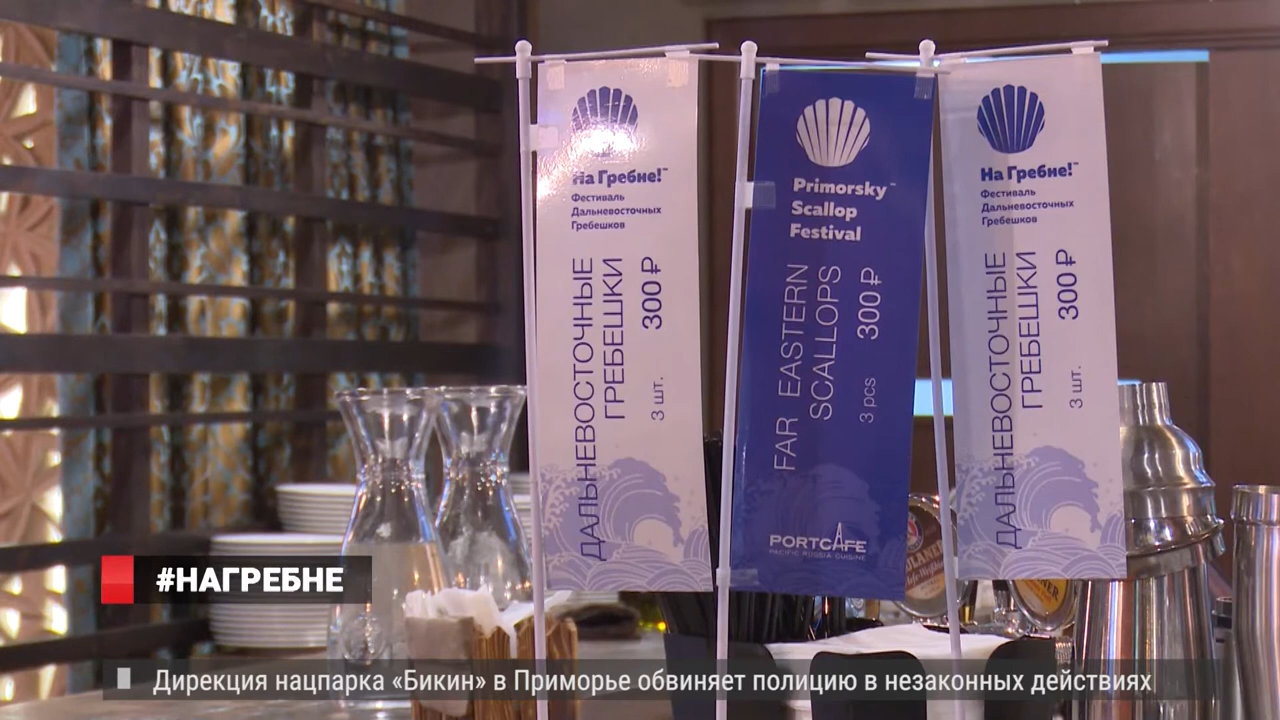 На Гребне!™
Фестиваль
Дальневосточных
Гребешков
ДАЛЬНЕВОСТОЧНЫЕ
ГРЕБЕШКИ
3 шт. 300 ₽
Primorsky™
Scallop
Festival
FAR EASTERN
SCALLOPS
3 pcs 300 ₽
PORTCAFE
PACIFIC RUSSIA CUISINE
На Гребне!™
Фестиваль
Дальневосточных
Гребешков
ДАЛЬНЕВОСТОЧНЫЕ
ГРЕБЕШКИ
3 шт. 300 ₽
#НАГРЕБНЕ
Дирекция нацпарка «Бикин» в Приморье обвиняет полицию в незаконных действиях